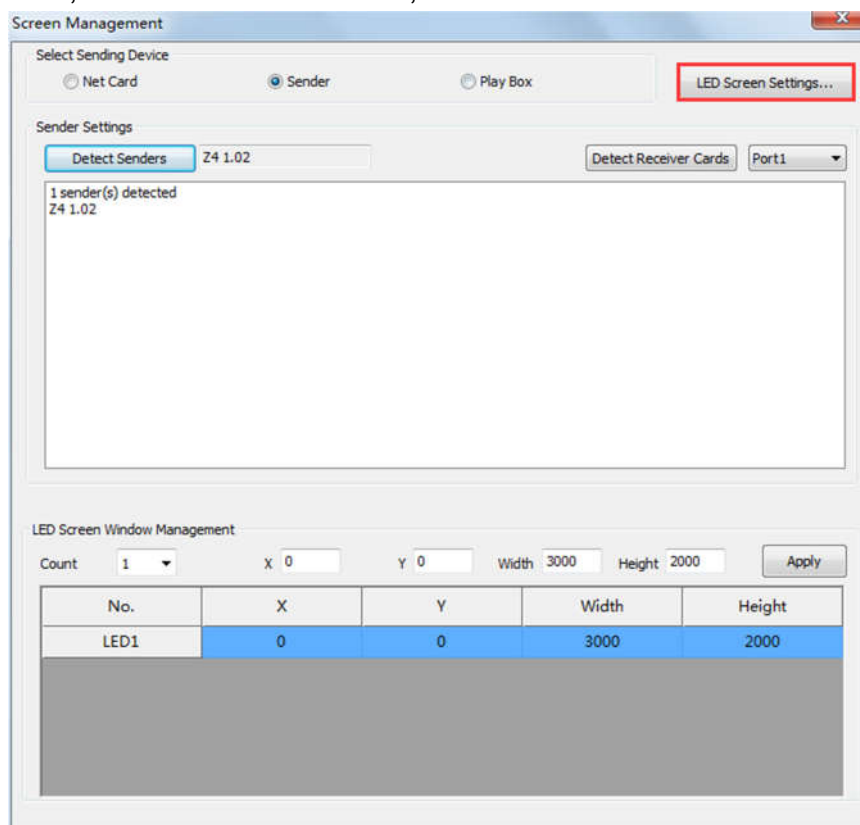 Screen Management
Select Sending Device
Net Card Sender Play Box LED Screen Settings...
Sender Settings
Detect Senders Z4 1.02 Detect Receiver Cards Port1
1 sender(s) detected
Z4 1.02
LED Screen Window Management
Count 1 X 0 Y 0 Width 3000 Height 2000 Apply
No. X Y Width Height
LED1 0 0 3000 2000